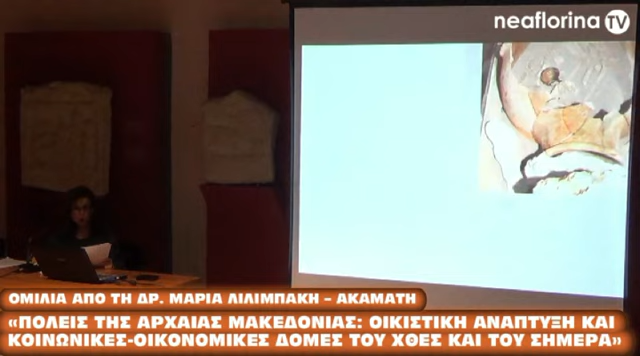 neaflorina TV
ΟΜΙΛΙΑ ΑΠΟ ΤΗ ΔΡ. ΜΑΡΙΑ ΛΙΛΙΜΠΑΚΗ – ΑΚΑΜΑΤΗ
«ΠΟΛΕΙΣ ΤΗΣ ΑΡΧΑΙΑΣ ΜΑΚΕΔΟΝΙΑΣ: ΟΙΚΙΣΤΙΚΗ ΑΝΑΠΤΥΞΗ ΚΑΙ
ΚΟΙΝΩΝΙΚΕΣ-ΟΙΚΟΝΟΜΙΚΕΣ ΔΟΜΕΣ ΤΟΥ ΧΘΕΣ ΚΑΙ ΤΟΥ ΣΗΜΕΡΑ»